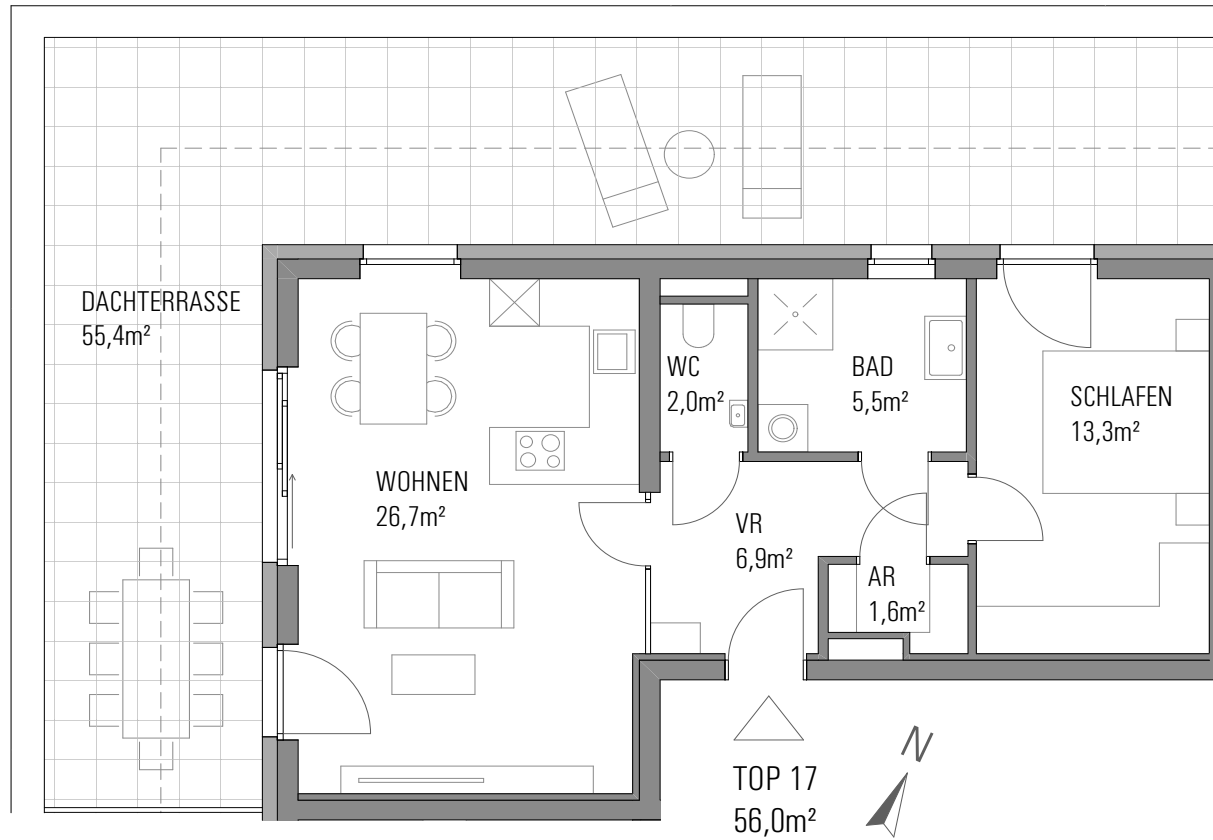 DACHTERRASSE
55,4m²
WC
2,0m²
BAD
5,5m²
SCHLAFEN
13,3m²
WOHNEN
26,7m²
VR
6,9m²
AR
1,6m²
TOP 17
56,0m²
N